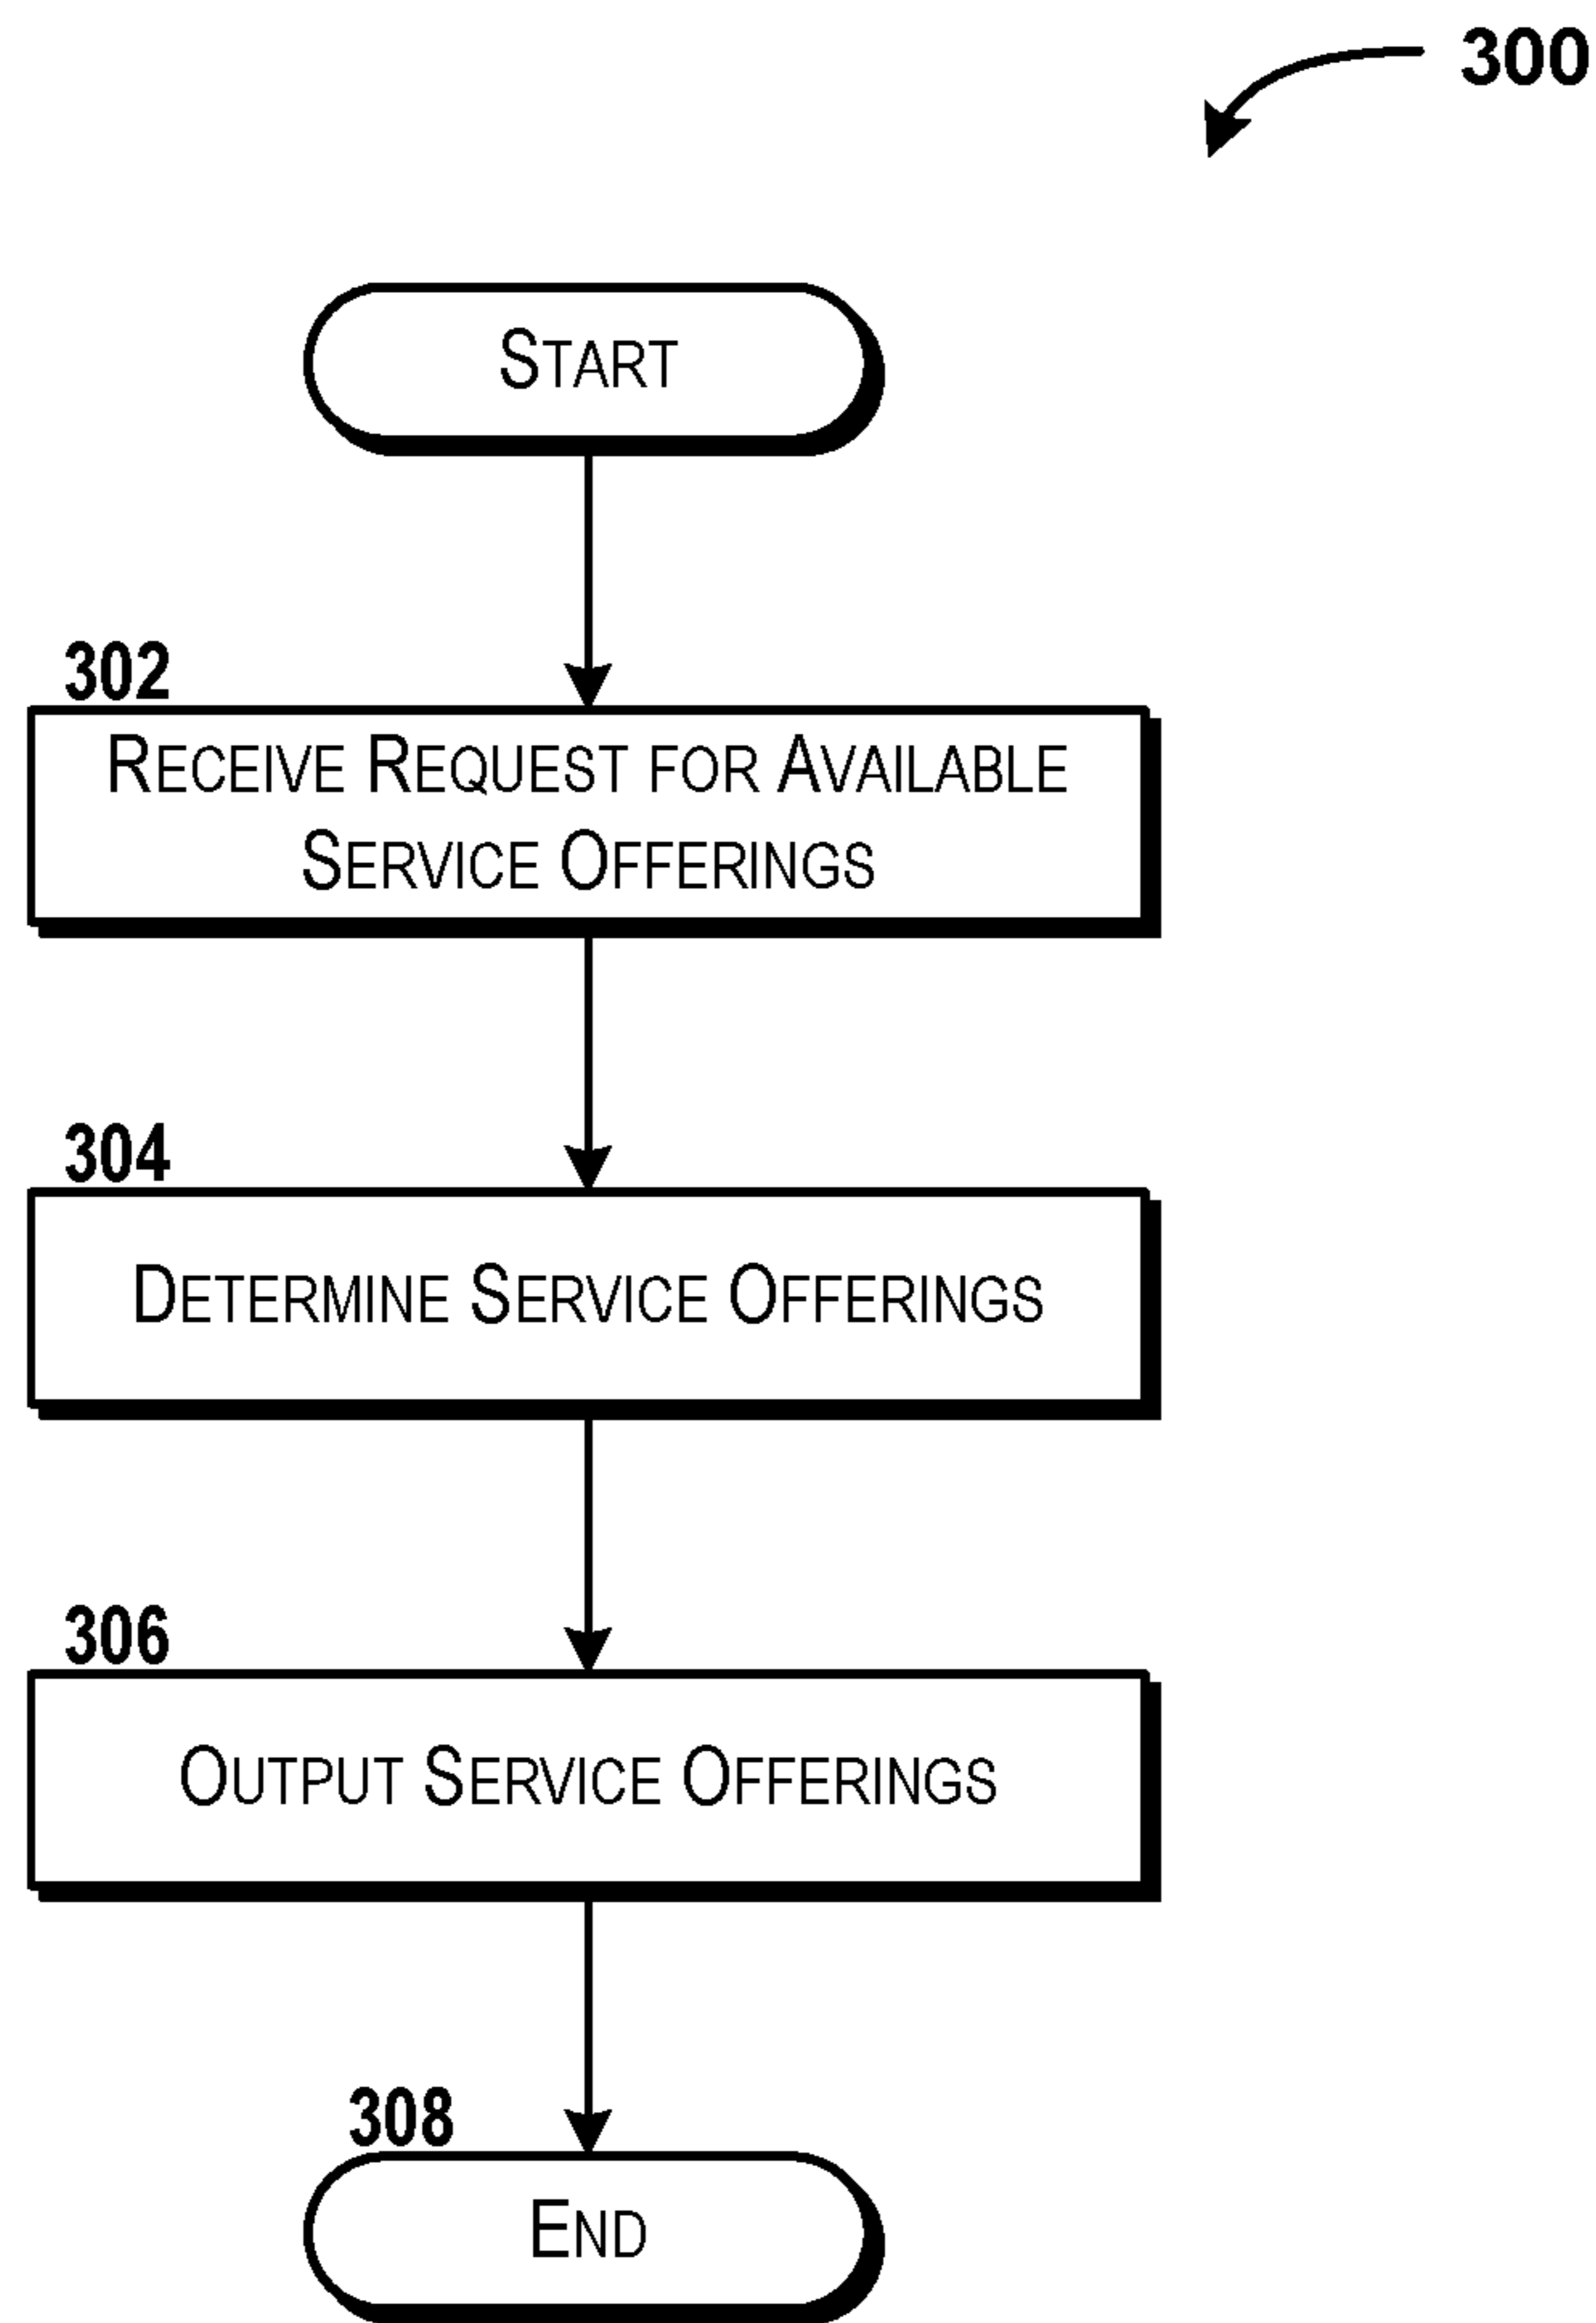 300
START
302
RECEIVE REQUEST FOR AVAILABLE
SERVICE OFFERINGS
304
DETERMINE SERVICE OFFERINGS
306
OUTPUT SERVICE OFFERINGS
308
END